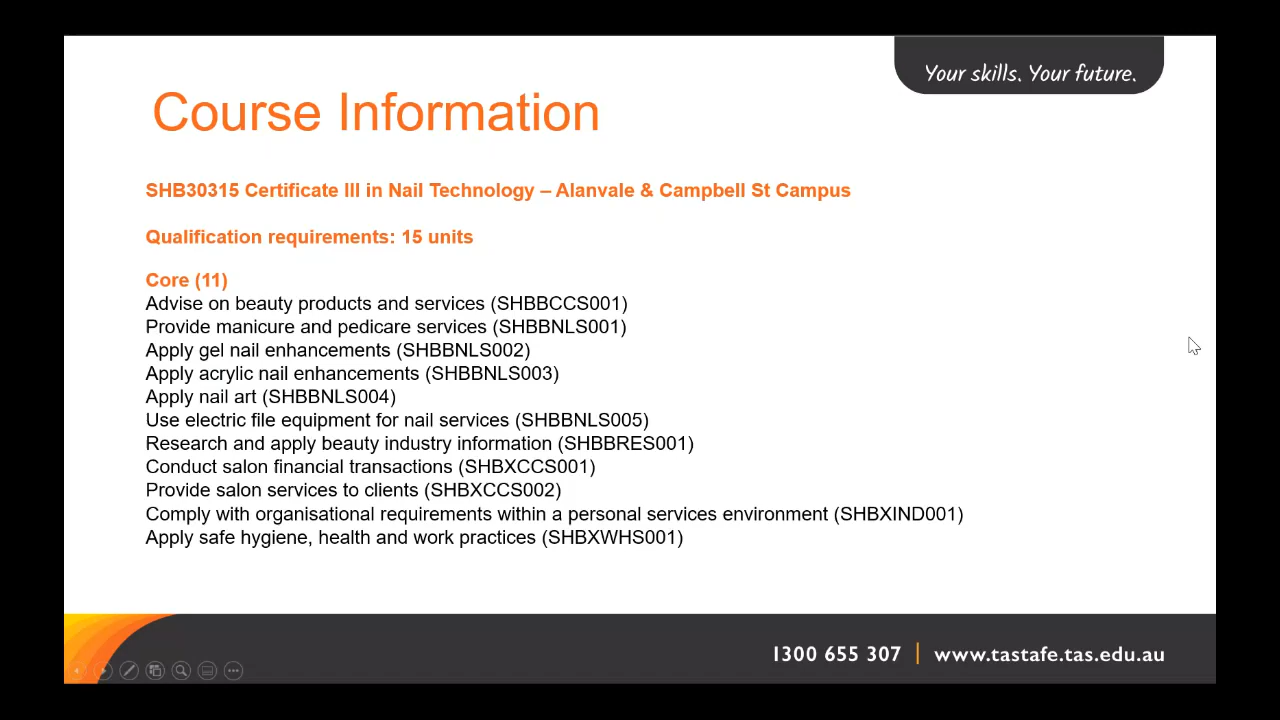 Your skills. Your future.
Course Information
SHB30315 Certificate III in Nail Technology – Alanvale & Campbell St Campus
Qualification requirements: 15 units
Core (11)
Advise on beauty products and services (SHBBCCS001)
Provide manicure and pedicare services (SHBBNLS001)
Apply gel nail enhancements (SHBBNLS002)
Apply acrylic nail enhancements (SHBBNLS003)
Apply nail art (SHBBNLS004)
Use electric file equipment for nail services (SHBBNLS005)
Research and apply beauty industry information (SHBBRES001)
Conduct salon financial transactions (SHBXCCS001)
Provide salon services to clients (SHBXCCS002)
Comply with organisational requirements within a personal services environment (SHBXIND001)
Apply safe hygiene, health and work practices (SHBXWHS001)
1300 655 307 | www.tastafe.tas.edu.au